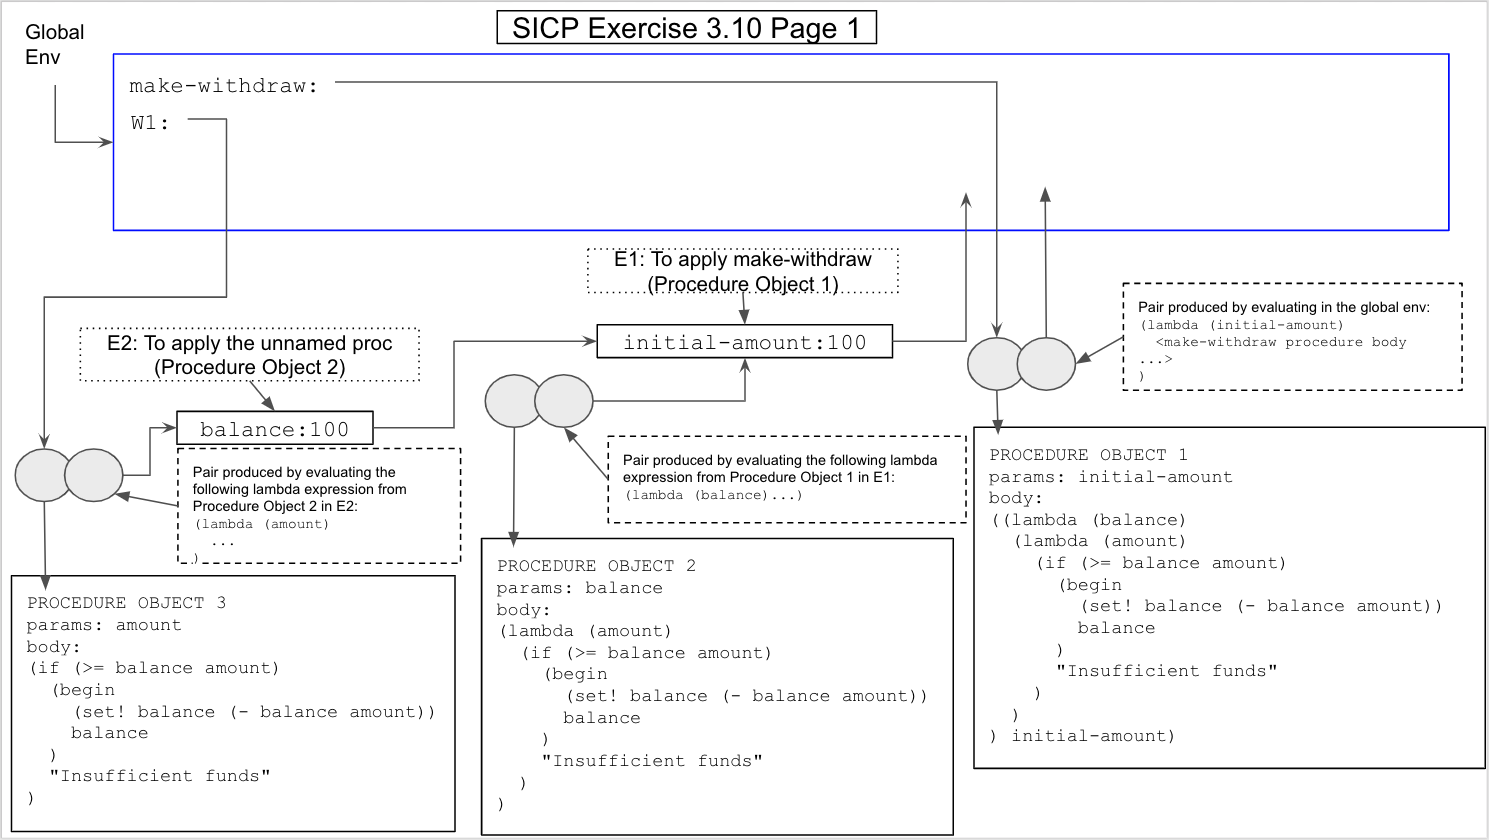 SICP Exercise 3.10 Page 1
Global
Env
make-withdraw:
W1:
E1: To apply make-withdraw
(Procedure Object 1)
initial-amount:100
Pair produced by evaluating in the global env:
(lambda (initial-amount)
<make-withdraw procedure body
...>
)
E2: To apply the unnamed proc
(Procedure Object 2)
balance:100
Pair produced by evaluating the
following lambda expression from
Procedure Object 2 in E2:
(lambda (amount)
...
)
Pair produced by evaluating the following lambda
expression from Procedure Object 1 in E1:
(lambda (balance)...)
PROCEDURE OBJECT 1
params: initial-amount
body:
((lambda (balance)
(lambda (amount)
(if (>= balance amount)
(begin
(set! balance (- balance amount))
balance
)
"Insufficient funds"
)
)
) initial-amount)
PROCEDURE OBJECT 2
params: balance
body:
(lambda (amount)
(if (>= balance amount)
(begin
(set! balance (- balance amount))
balance
)
"Insufficient funds"
)
)
PROCEDURE OBJECT 3
params: amount
body:
(if (>= balance amount)
(begin
(set! balance (- balance amount))
balance
)
"Insufficient funds"
)